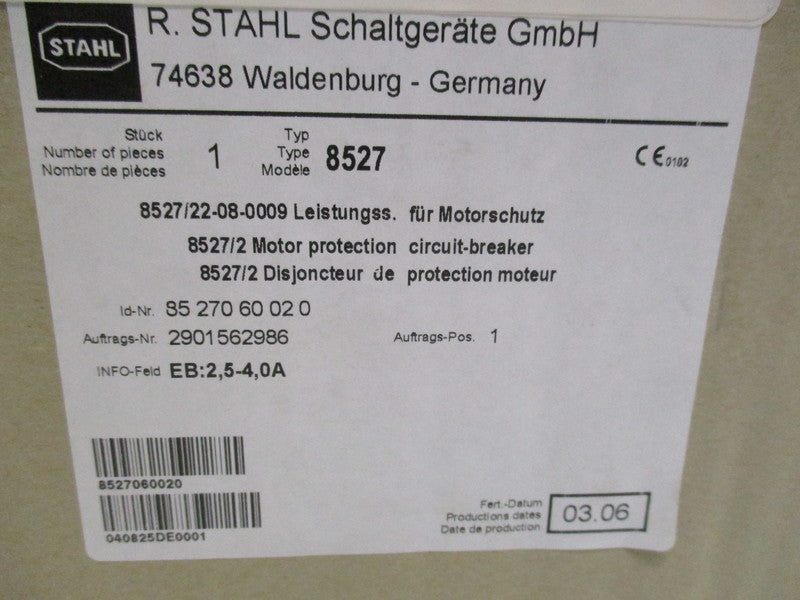 STAHL
R. STAHL Schaltgeräte GmbH
74638 Waldenburg - Germany
Stück
Number of pieces
Nombre de pièces
1
Typ
Type
Modèle
8527
CE 0102
8527/22-08-0009 Leistungss. für Motorschutz
8527/2 Motor protection circuit-breaker
8527/2 Disjoncteur de protection moteur
Id-Nr. 85 270 60 02 0
Auftrags-Nr. 2901562986 Auftrags-Pos. 1
INFO-Feld EB:2,5-4,0A
8527060020
040825DE0001
Fert.-Datum
Productions dates
Date de production
03.06